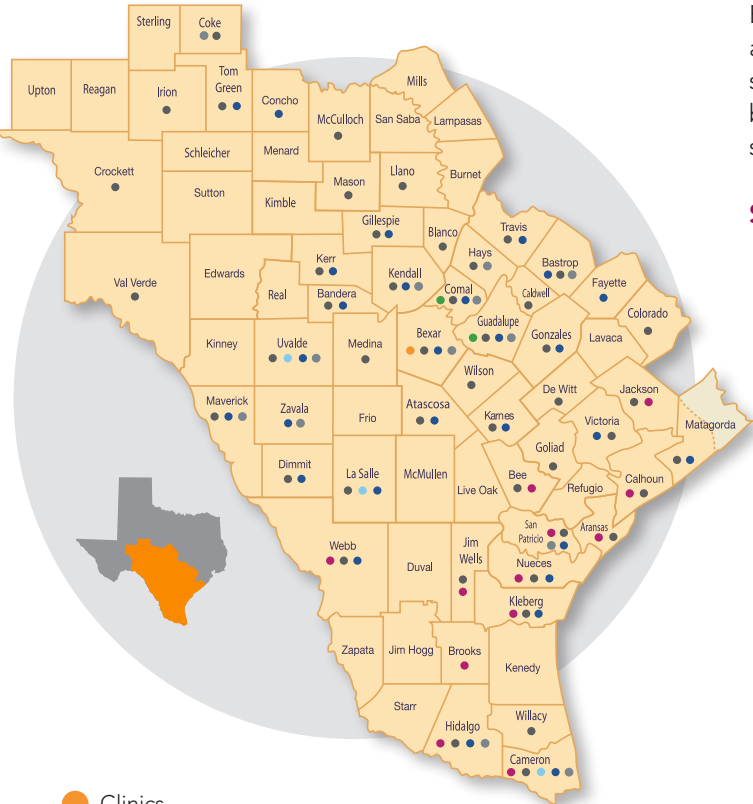 Sterling
Coke
Upton
Reagan
Irion
Tom
Green
Concho
McCulloch
Mills
San Saba
Lampasas
Crockett
Schleicher
Menard
Sutton
Kimble
Mason
Llano
Burnet
Gillespie
Blanco
Travis
Val Verde
Edwards
Real
Kerr
Bandera
Kendall
Hays
Comal
Caldwell
Bastrop
Fayette
Colorado
Kinney
Uvalde
Medina
Bexar
Guadalupe
Gonzales
Lavaca
Wilson
De Witt
Jackson
Matagorda
Maverick
Zavala
Frio
Atascosa
Karnes
Victoria
Goliad
Dimmit
La Salle
McMullen
Live Oak
Bee
Refugio
Calhoun
San
Patricio
Aransas
Webb
Duval
Jim
Wells
Nueces
Kleberg
Zapata
Jim Hogg
Brooks
Kenedy
Starr
Hidalgo
Willacy
Cameron
Clinics